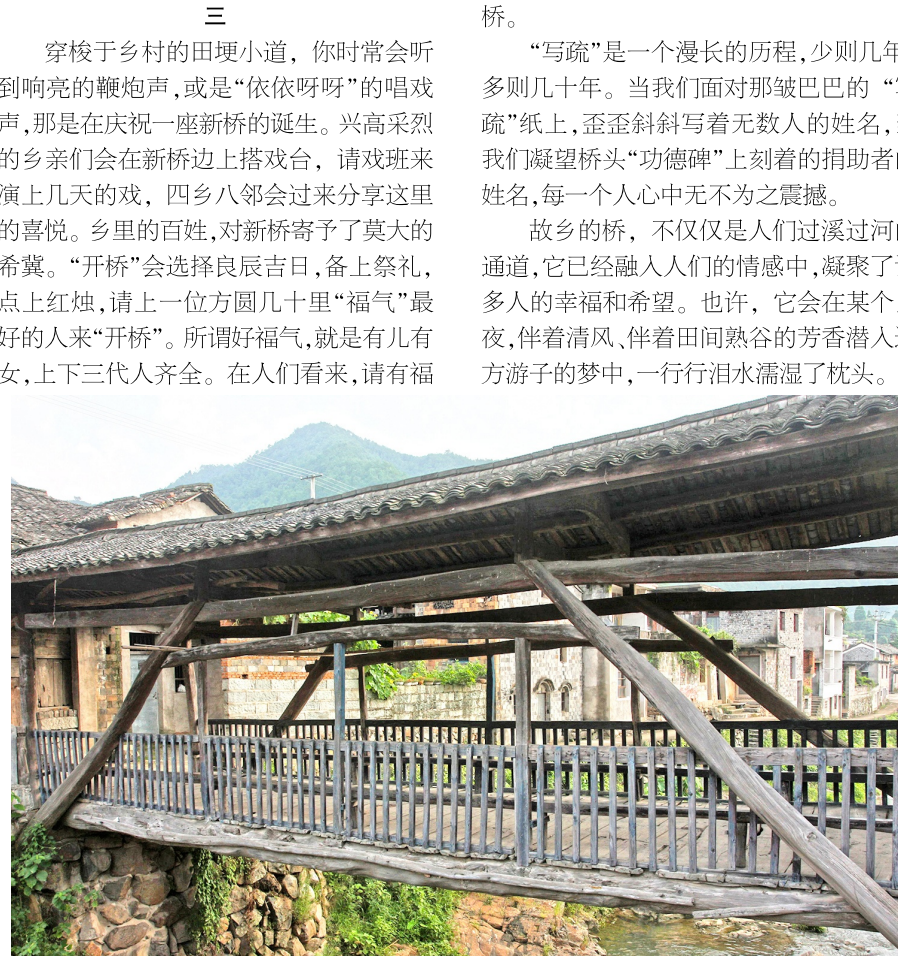 三
穿梭于乡村的田埂小道，你时常会听
到响亮的鞭炮声，或是“依依呀呀”的唱戏
声，那是在庆祝一座新桥的诞生。兴高采烈
的乡亲们会在新桥边上搭戏台，请戏班来
演上几天的戏，四乡八邻会过来分享这里
的喜悦。乡里的百姓，对新桥寄予了莫大的
希冀。“开桥”会选择良辰吉日，备上祭礼，
点上红烛，请上一位方圆几十里“福气”最
好的人来“开桥”。所谓好福气，就是有儿有
女，上下三代人齐全。在人们看来，请有福
桥。
“写疏”是一个漫长的历程，少则几年
多则几十年。当我们面对那皱巴巴的“
疏”纸上，歪歪斜斜写着无数人的姓名，
我们凝望桥头“功德碑”上刻着的捐助者
姓名，每一个人心中无不为之震撼。
故乡的桥，不仅仅是人们过溪过河
通道，它已经融入人们的情感中，凝聚了
多人的幸福和希望。也许，它会在某个
夜，伴着清风、伴着田间熟谷的芳香潜入
方游子的梦中，一行行泪水濡湿了枕头。